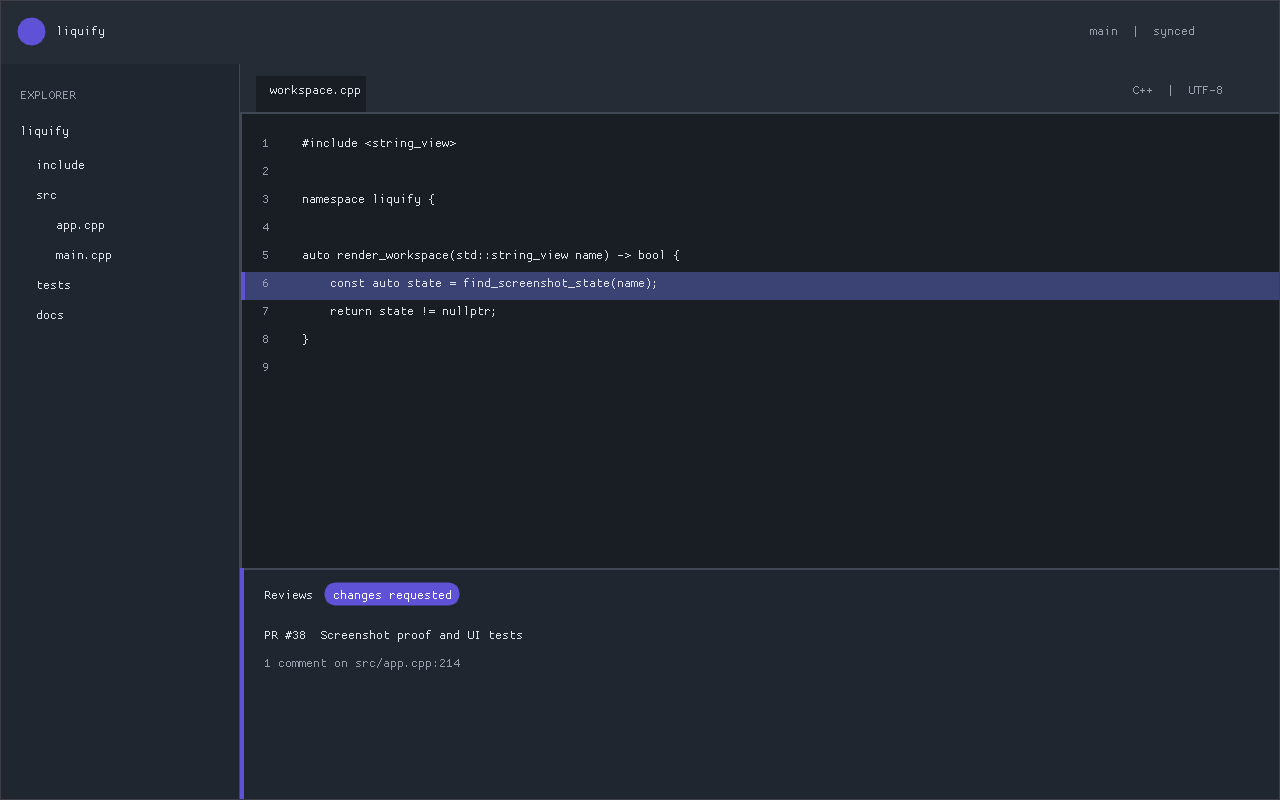 liquify
main | synced
EXPLORER
liquify
include
src
app.cpp
main.cpp
tests
docs
workspace.cpp
C++ | UTF-8
1 #include <string_view>
2
3 namespace liquify {
4
5 auto render_workspace(std::string_view name) -> bool {
6 const auto state = find_screenshot_state(name);
7 return state != nullptr;
8 }
9
Reviews changes requested
PR #38 Screenshot proof and UI tests
1 comment on src/app.cpp:214